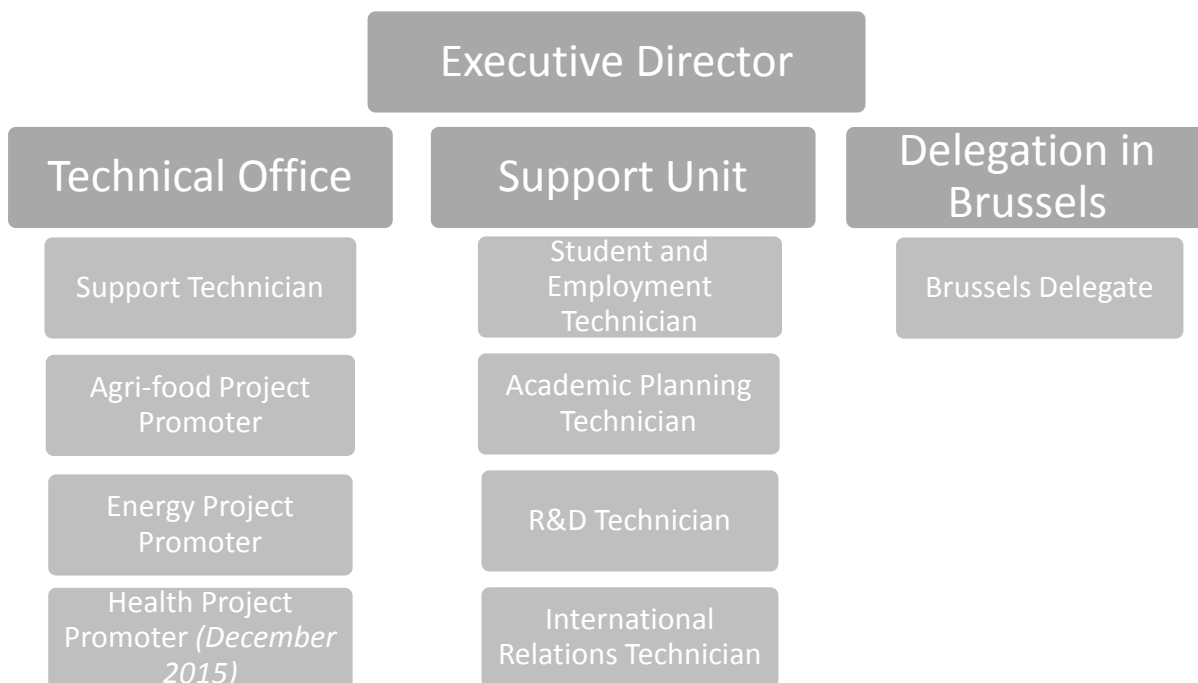 Executive Director
Technical Office
Support Technician
Agri-food Project
Promoter
Energy Project
Promoter
Health Project
Promoter (December
2015)
Support Unit
Student and
Employment
Technician
Academic Planning
Technician
R&D Technician
International
Relations Technician
Delegation in
Brussels
Brussels Delegate